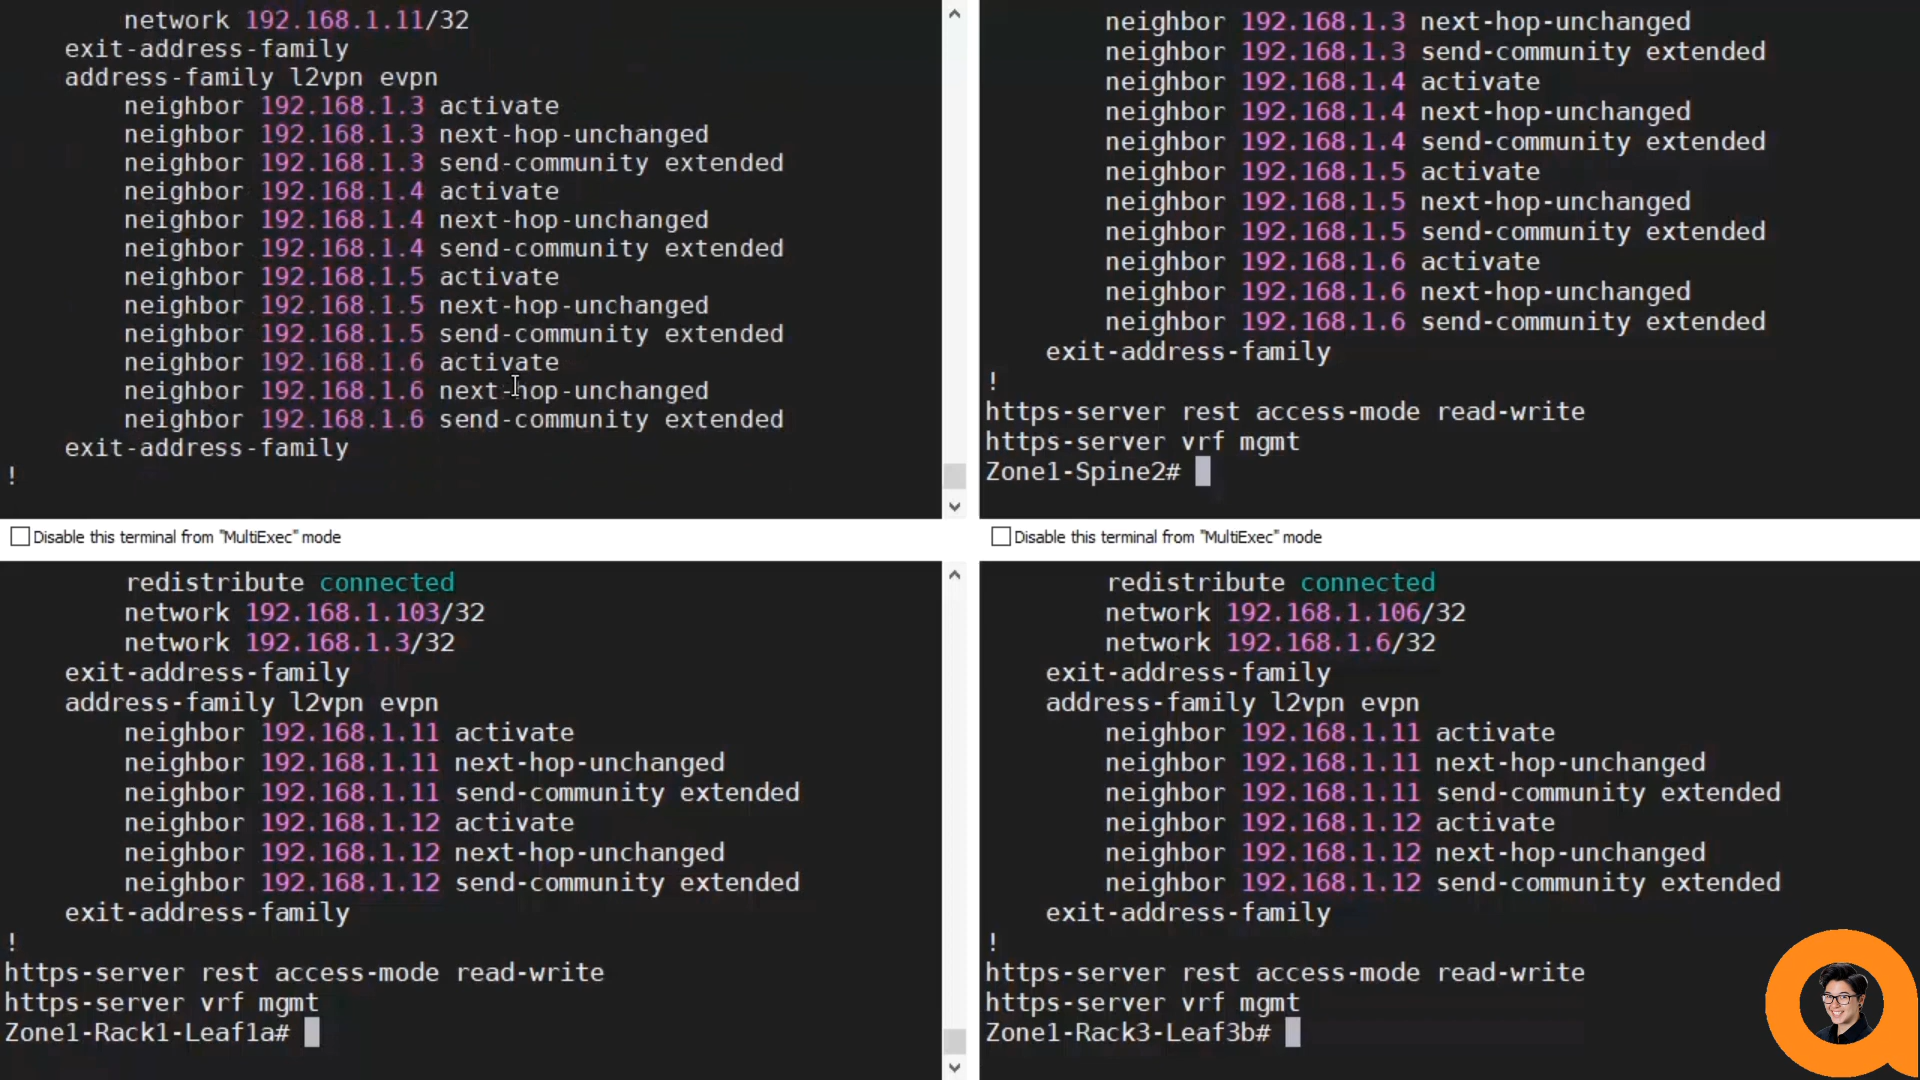 network 192.168.1.11/32
exit-address-family
address-family l2vpn evpn
neighbor 192.168.1.3 activate
neighbor 192.168.1.3 next-hop-unchanged
neighbor 192.168.1.3 send-community extended
neighbor 192.168.1.4 activate
neighbor 192.168.1.4 next-hop-unchanged
neighbor 192.168.1.4 send-community extended
neighbor 192.168.1.5 activate
neighbor 192.168.1.5 next-hop-unchanged
neighbor 192.168.1.5 send-community extended
neighbor 192.168.1.6 activate
neighbor 192.168.1.6 next-hop-unchanged
neighbor 192.168.1.6 send-community extended
exit-address-family
!
neighbor 192.168.1.3 next-hop-unchanged
neighbor 192.168.1.3 send-community extended
neighbor 192.168.1.4 activate
neighbor 192.168.1.4 next-hop-unchanged
neighbor 192.168.1.4 send-community extended
neighbor 192.168.1.5 activate
neighbor 192.168.1.5 next-hop-unchanged
neighbor 192.168.1.5 send-community extended
neighbor 192.168.1.6 activate
neighbor 192.168.1.6 next-hop-unchanged
neighbor 192.168.1.6 send-community extended
exit-address-family
!
https-server rest access-mode read-write
https-server vrf mgmt
Zone1-Spine2#
Disable this terminal from "MultiExec" mode
Disable this terminal from "MultiExec" mode
redistribute connected
network 192.168.1.103/32
network 192.168.1.3/32
exit-address-family
address-family l2vpn evpn
neighbor 192.168.1.11 activate
neighbor 192.168.1.11 next-hop-unchanged
neighbor 192.168.1.11 send-community extended
neighbor 192.168.1.12 activate
neighbor 192.168.1.12 next-hop-unchanged
neighbor 192.168.1.12 send-community extended
exit-address-family
!
https-server rest access-mode read-write
https-server vrf mgmt
Zone1-Rack1-Leaf1a#
redistribute connected
network 192.168.1.106/32
network 192.168.1.6/32
exit-address-family
address-family l2vpn evpn
neighbor 192.168.1.11 activate
neighbor 192.168.1.11 next-hop-unchanged
neighbor 192.168.1.11 send-community extended
neighbor 192.168.1.12 activate
neighbor 192.168.1.12 next-hop-unchanged
neighbor 192.168.1.12 send-community extended
exit-address-family
!
https-server rest access-mode read-write
https-server vrf mgmt
Zone1-Rack3-Leaf3b#